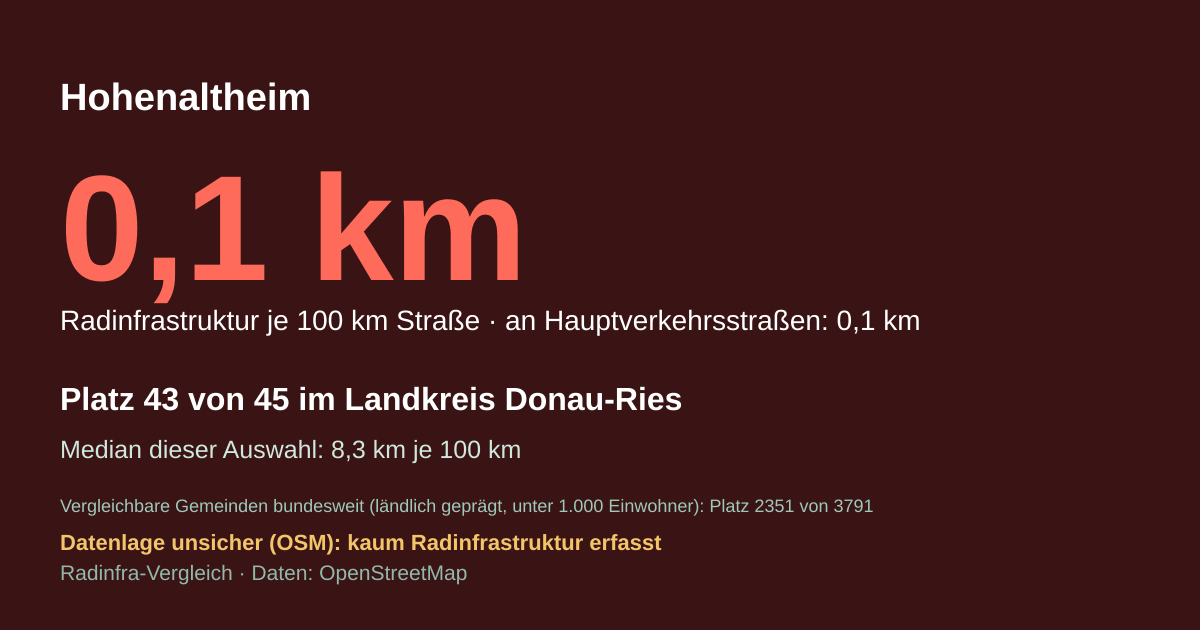 Hohenaltheim
0,1 km
Radinfrastruktur je 100 km Straße · an Hauptverkehrsstraßen: 0,1 km
Platz 43 von 45 im Landkreis Donau-Ries
Median dieser Auswahl: 8,3 km je 100 km
Vergleichbare Gemeinden bundesweit (ländlich geprägt, unter 1.000 Einwohner): Platz 2351 von 3791
Datenlage unsicher (OSM): kaum Radinfrastruktur erfasst
Radinfra-Vergleich · Daten: OpenStreetMap